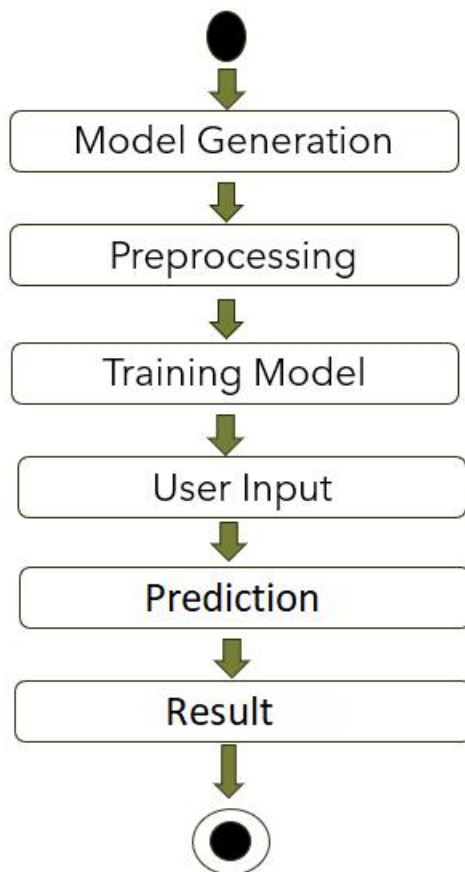 Model Generation
Preprocessing
Training Model
User Input
Prediction
Result